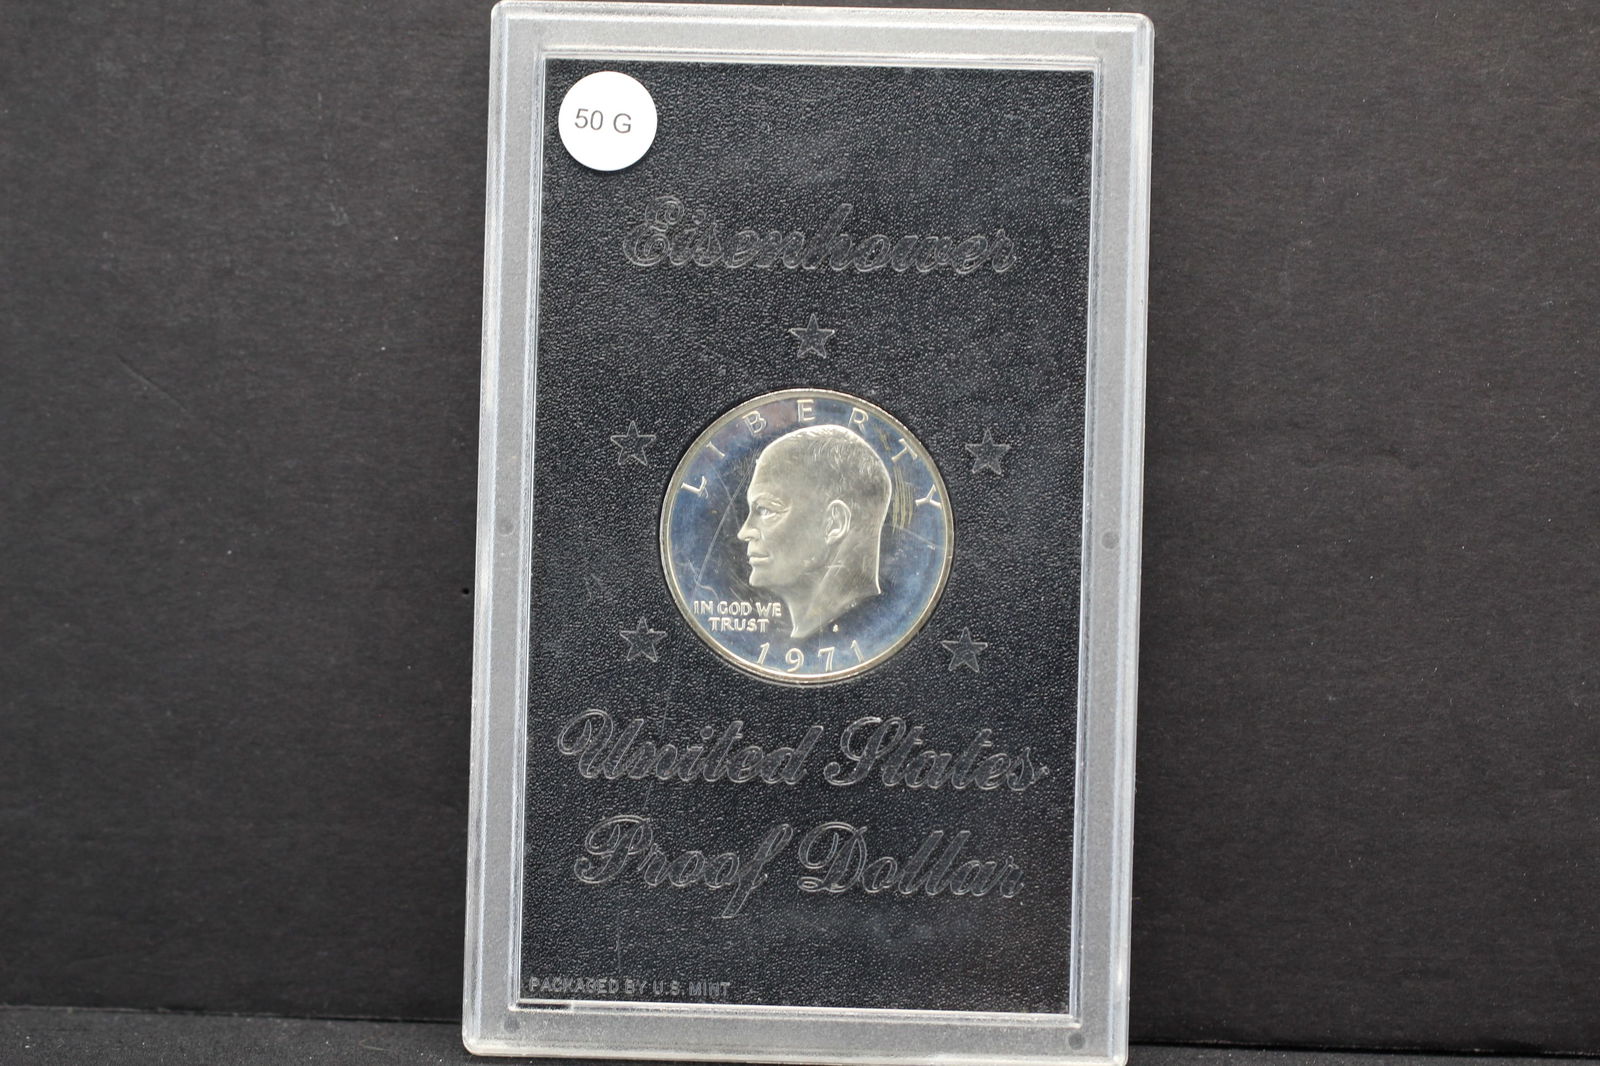 50 G
Eisenhower
LIBERTY
IN GOD WE
TRUST
S
1971
United States
Proof Dollar
PACKAGED BY U.S. MINT